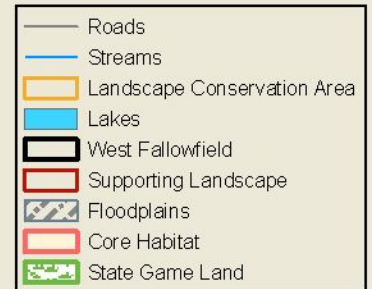 Roads
Streams
Landscape Conservation Area
Lakes
West Fallowfield
Supporting Landscape
Floodplains
Core Habitat
State Game Land